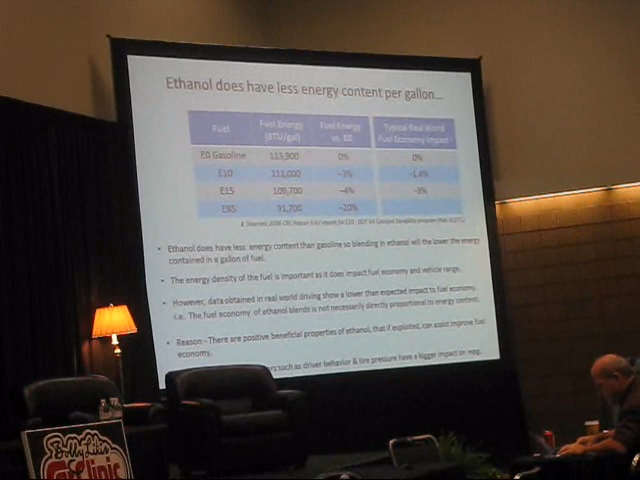 Ethanol does have less energy content per gallon...
Fuel Fuel Energy (BTU/gal) Fuel Energy vs. E0 Typical Real World Fuel Economy Impact
E0 Gasoline 113,900 0% 0%
E10 111,000 ~3% ~1.4%
E15 109,700 ~4% ~3%
E85 91,700 ~20%
• Ethanol does have less energy content than gasoline so blending in ethanol will the lower the energy
contained in a gallon of fuel.
• The energy density of the fuel is important as it does impact fuel economy and vehicle range.
• However, data obtained in real world driving show a lower than expected impact to fuel economy,
i.e. The fuel economy of ethanol blends is not necessarily directly proportional to energy content.
• Reason - There are positive beneficial properties of ethanol, that if exploited, can assist improve fuel
economy.
such as driver behavior & tire pressure have a bigger impact on mpg.
Bobby Likis
Clinic